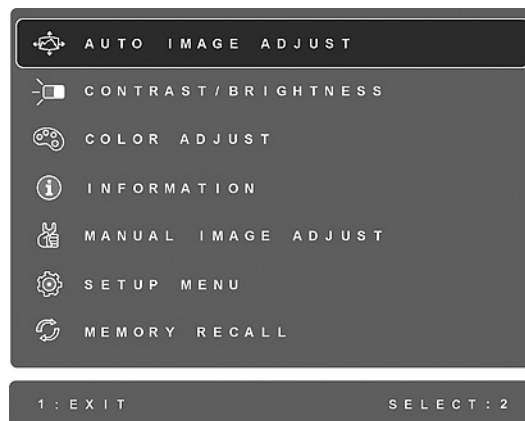 AUTO IMAGE ADJUST
CONTRAST/BRIGHTNESS
COLOR ADJUST
INFORMATION
MANUAL IMAGE ADJUST
SETUP MENU
MEMORY RECALL
1:EXIT SELECT:2